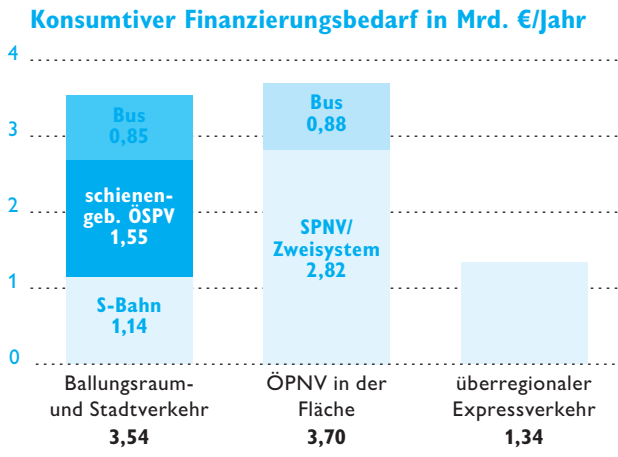 Konsumtiver Finanzierungsbedarf in Mrd. €/Jahr
4
3
2
1
0
Bus
0,85
schienen-
geb. ÖSPV
1,55
S-Bahn
1,14
Bus
0,88
SPNV/
Zweisystem
2,82
Ballungsraum-
und Stadtverkehr
3,54
ÖPNV in der
Fläche
3,70
überregionaler
Expressverkehr
1,34